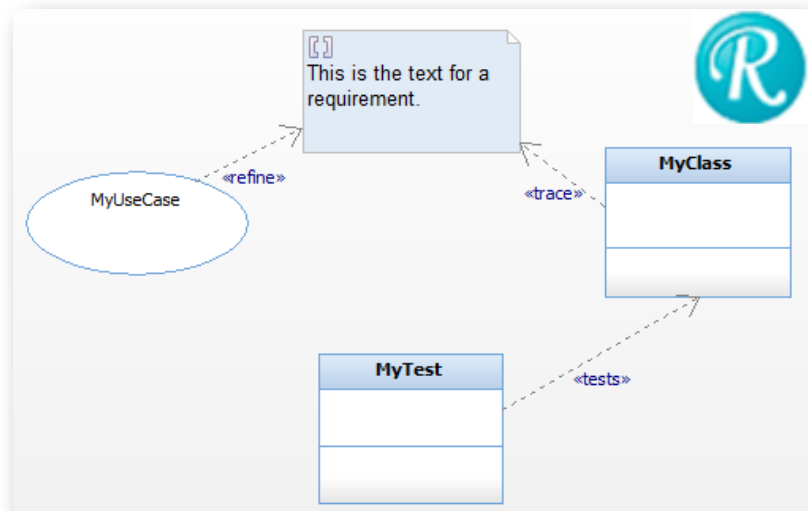 This is the text for a
requirement.
R
MyClass
«refine»
«trace»
MyUseCase
MyTest
«tests»